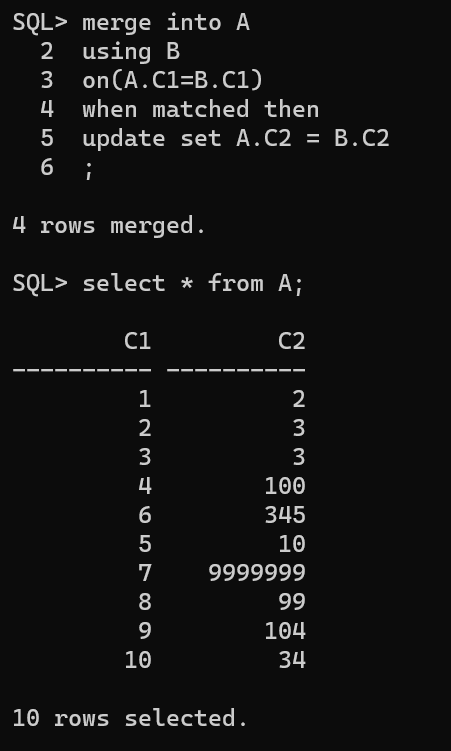 SQL> merge into A
  2  using B
  3  on(A.C1=B.C1)
  4  when matched then
  5  update set A.C2 = B.C2
  6  ;
4 rows merged.
SQL> select * from A;
        C1         C2
---------- ----------
         1          2
         2          3
         3          3
         4        100
         6        345
         5         10
         7    9999999
         8         99
         9        104
        10         34
10 rows selected.